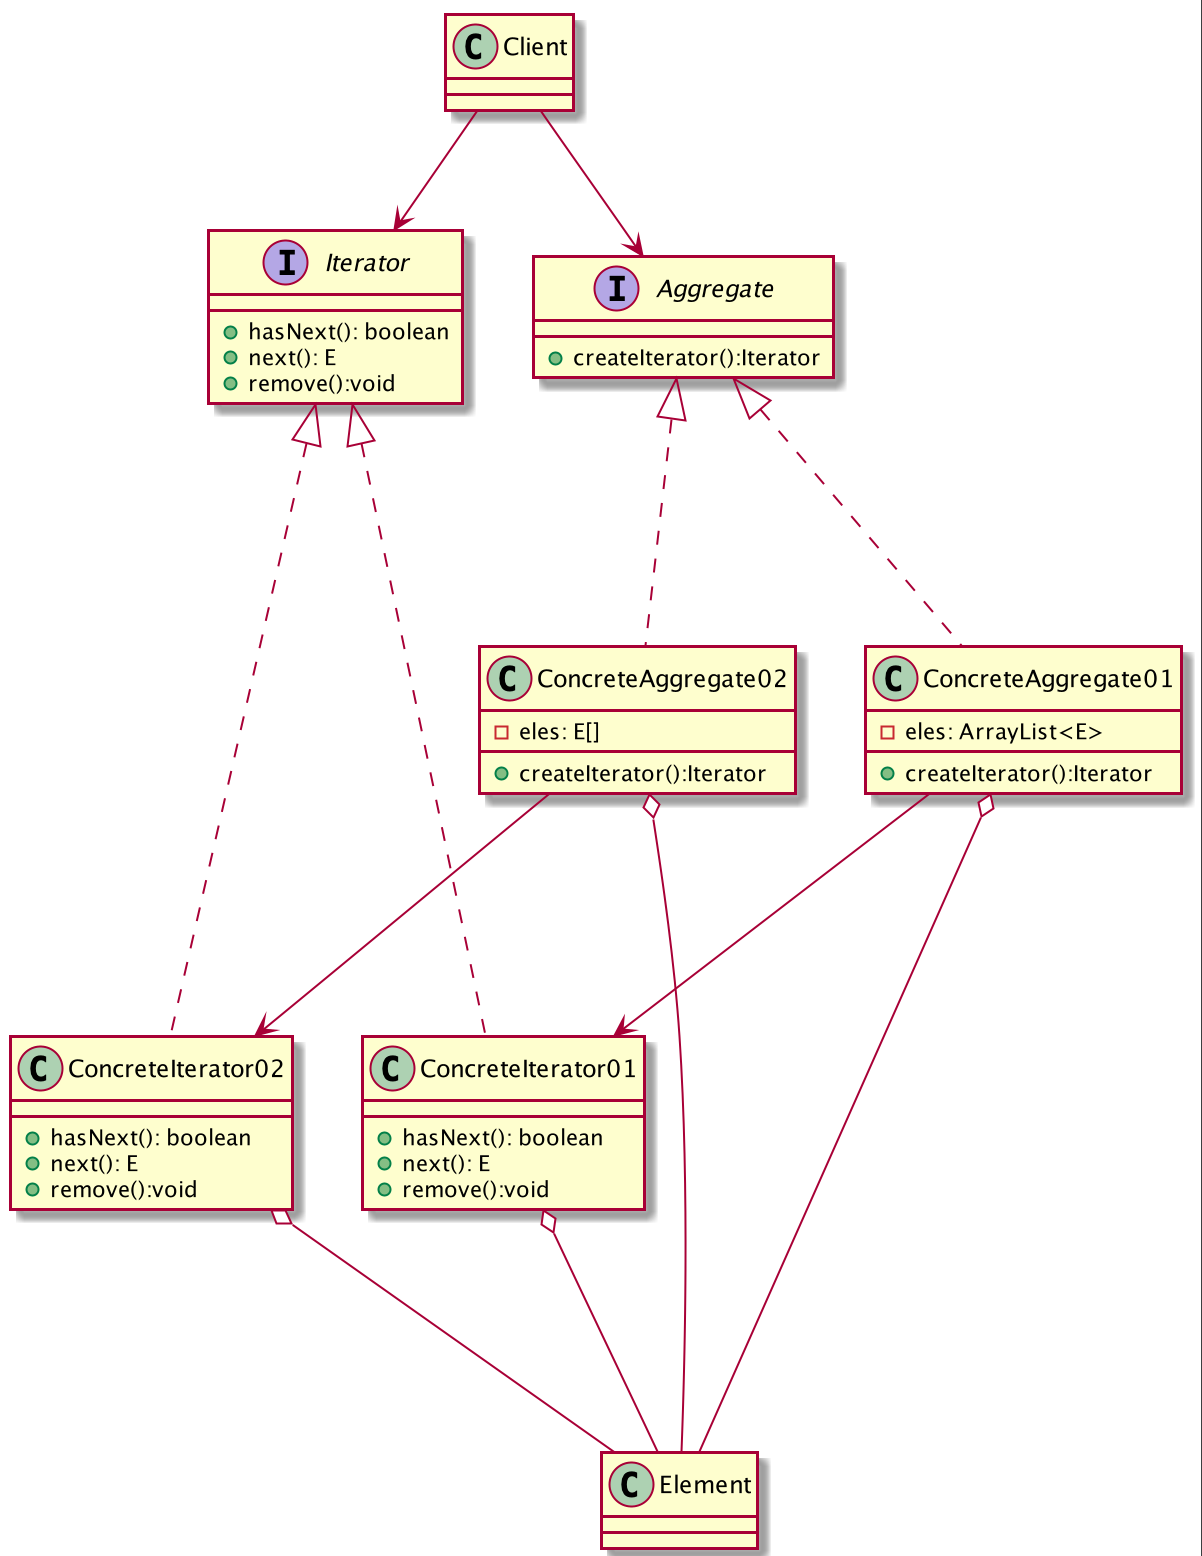 C Client
I Iterator
hasNext(): boolean
next(): E
remove():void
I Aggregate
createIterator():Iterator
C ConcreteAggregate02
eles: E[]
createIterator():Iterator
C ConcreteAggregate01
eles: ArrayList<E>
createIterator():Iterator
C ConcreteIterator02
hasNext(): boolean
next(): E
remove():void
C ConcreteIterator01
hasNext(): boolean
next(): E
remove():void
C Element